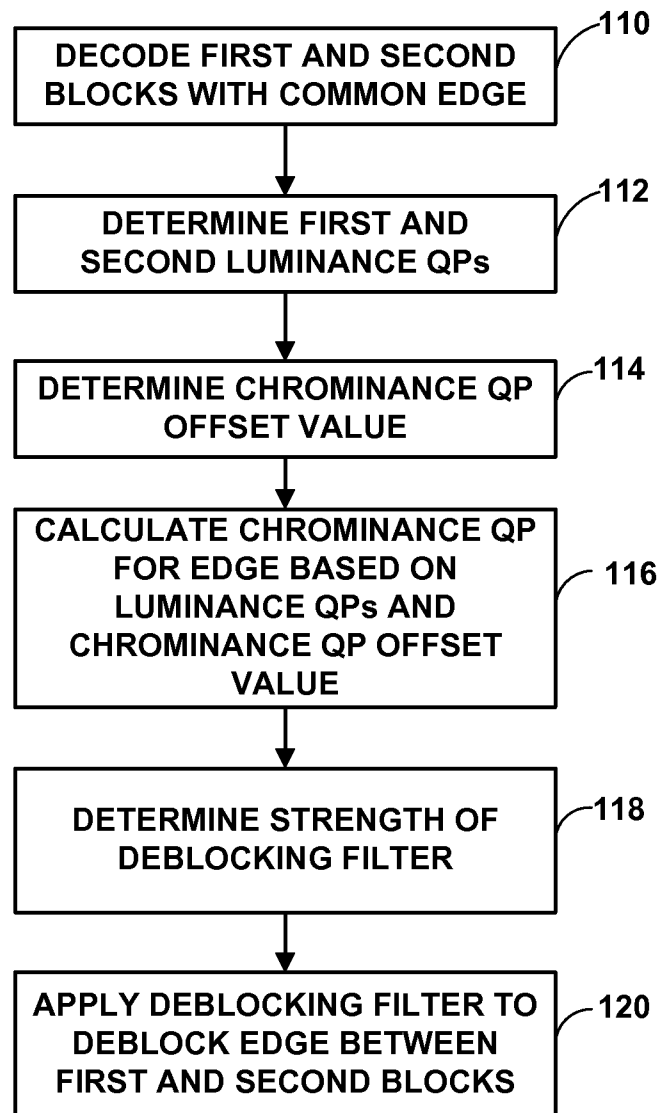 110
DECODE FIRST AND SECOND
BLOCKS WITH COMMON EDGE
112
DETERMINE FIRST AND
SECOND LUMINANCE QPs
114
DETERMINE CHROMINANCE QP
OFFSET VALUE
CALCULATE CHROMINANCE QP
FOR EDGE BASED ON
LUMINANCE QPs AND
CHROMINANCE QP OFFSET
VALUE
116
DETERMINE STRENGTH OF
DEBLOCKING FILTER
118
APPLY DEBLOCKING FILTER TO
DEBLOCK EDGE BETWEEN
FIRST AND SECOND BLOCKS
120